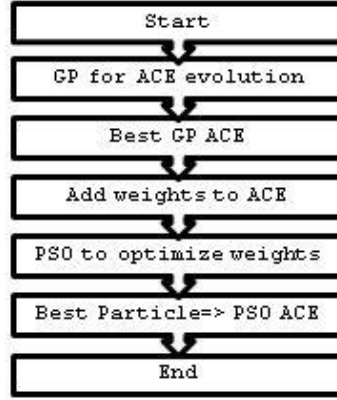 Start
GP for ACE evolution
Best GP ACE
Add weights to ACE
PSO to optimize weights
Best Particle=> PSO ACE
End